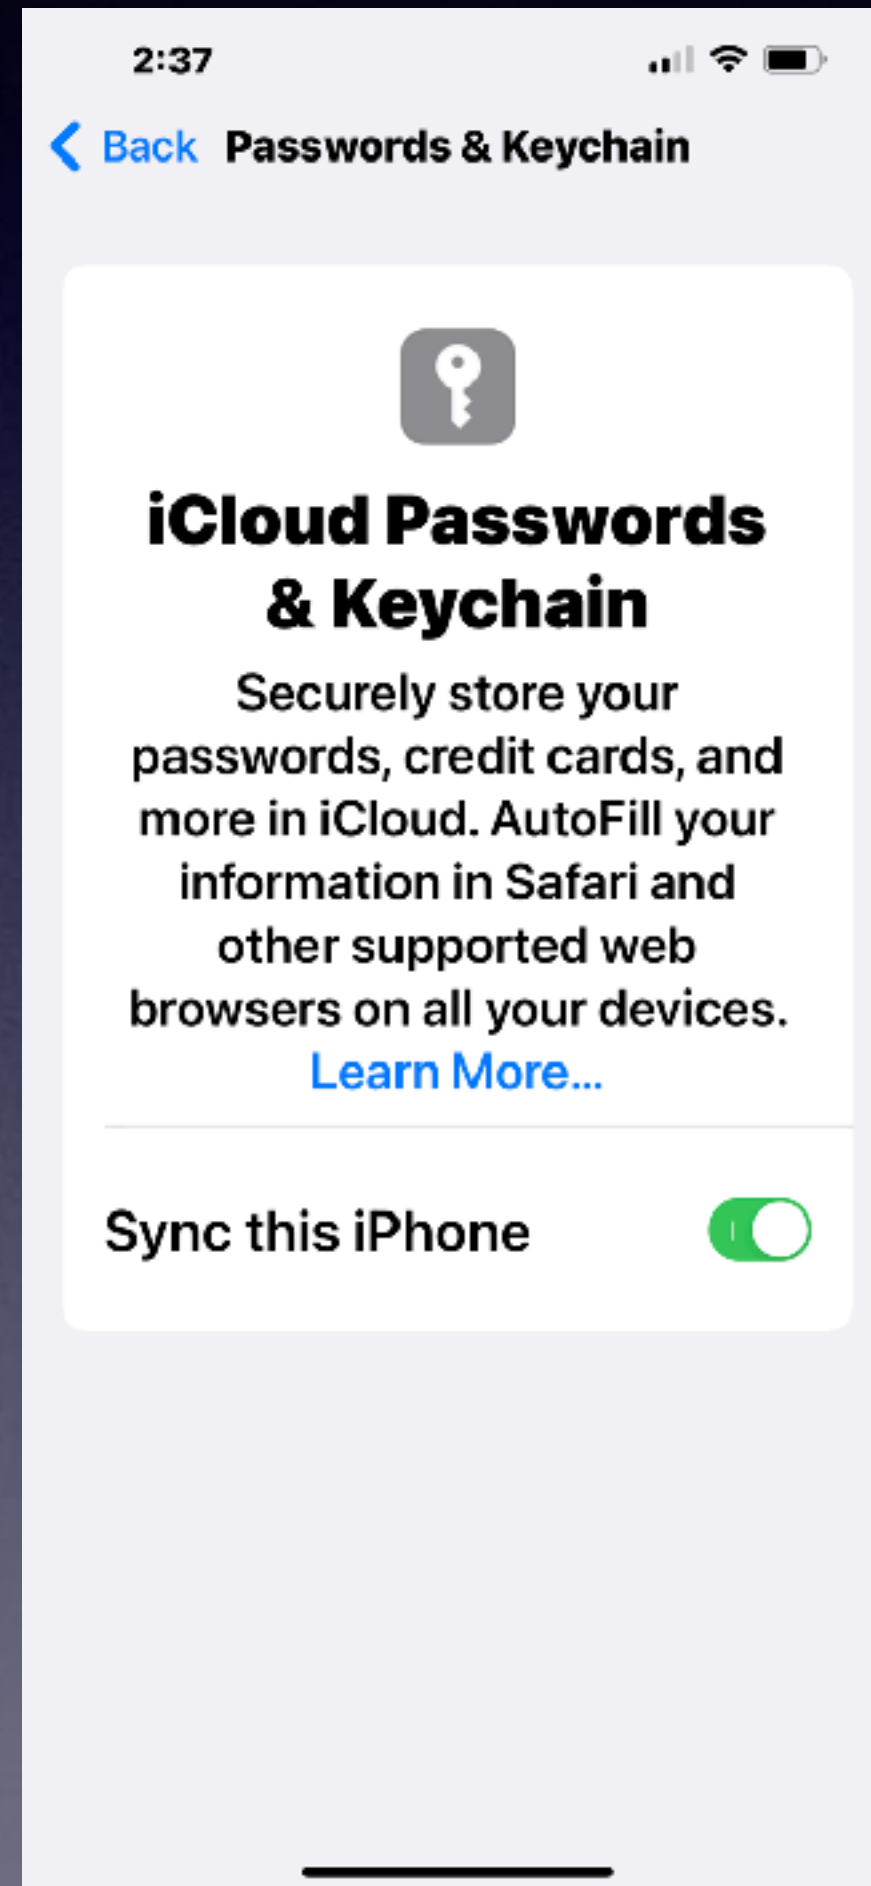 2:37
Back Passwords & Keychain
iCloud Passwords
& Keychain
Securely store your
passwords, credit cards, and
more in iCloud. AutoFill your
information in Safari and
other supported web
browsers on all your devices.
Learn More...
Sync this iPhone